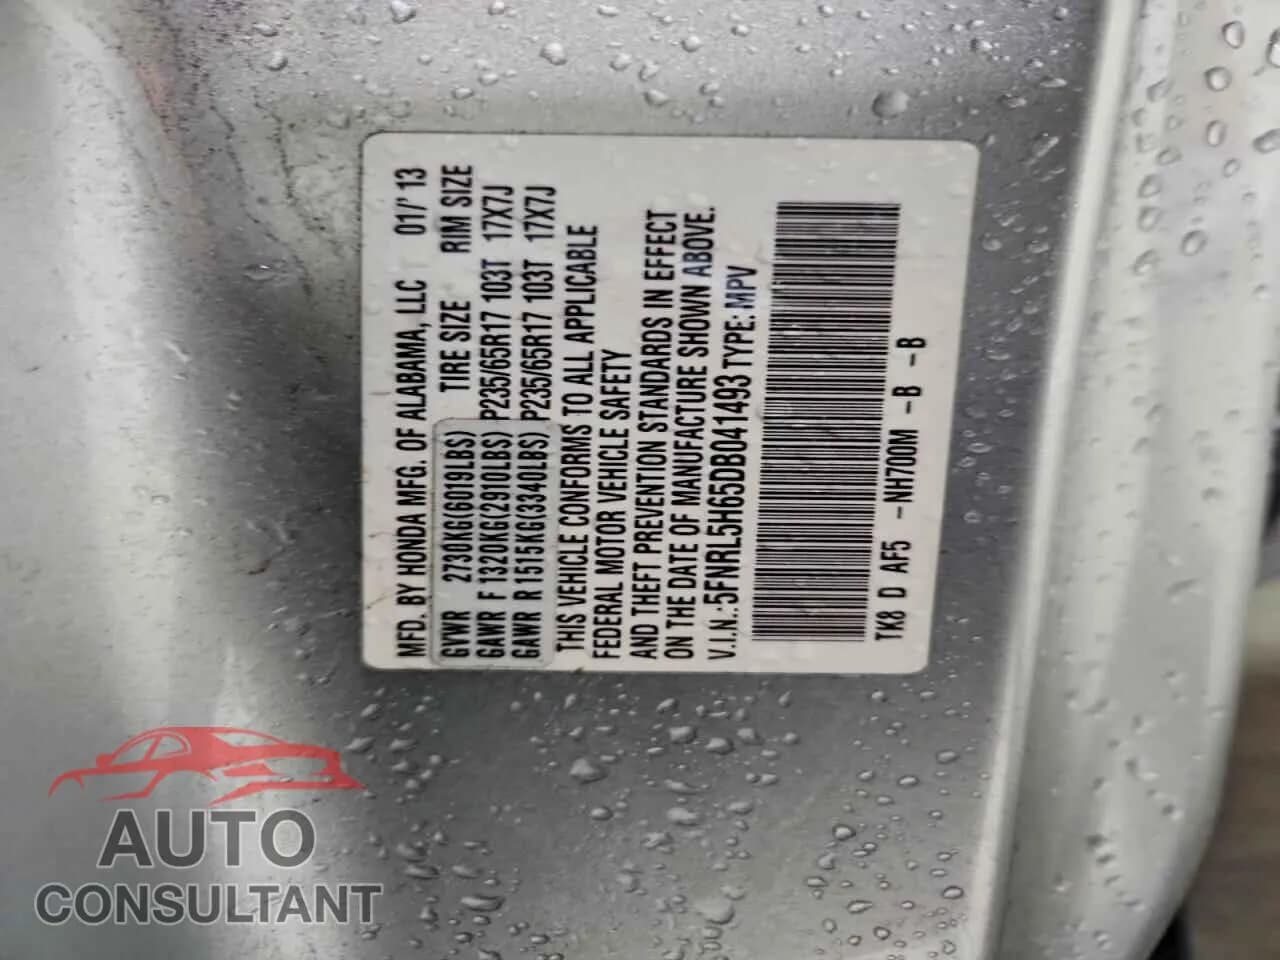 MFD. BY HONDA MFG. OF ALABAMA, LLC 01/'13
GVWR 2730KG(6019LBS) TIRE SIZE RIM SIZE
GAWR F 1320KG(2910LBS) P235/65R17 103T 17X7J
GAWR R 1515KG(3340LBS) P235/65R17 103T 17X7J
THIS VEHICLE CONFORMS TO ALL APPLICABLE
FEDERAL MOTOR VEHICLE SAFETY
AND THEFT PREVENTION STANDARDS IN EFFECT
ON THE DATE OF MANUFACTURE SHOWN ABOVE.
V.I.N.:5FNRL5H65DB041493 TYPE: MPV
TK8 D AF5 -NH700M -B -B
AUTO
CONSULTANT